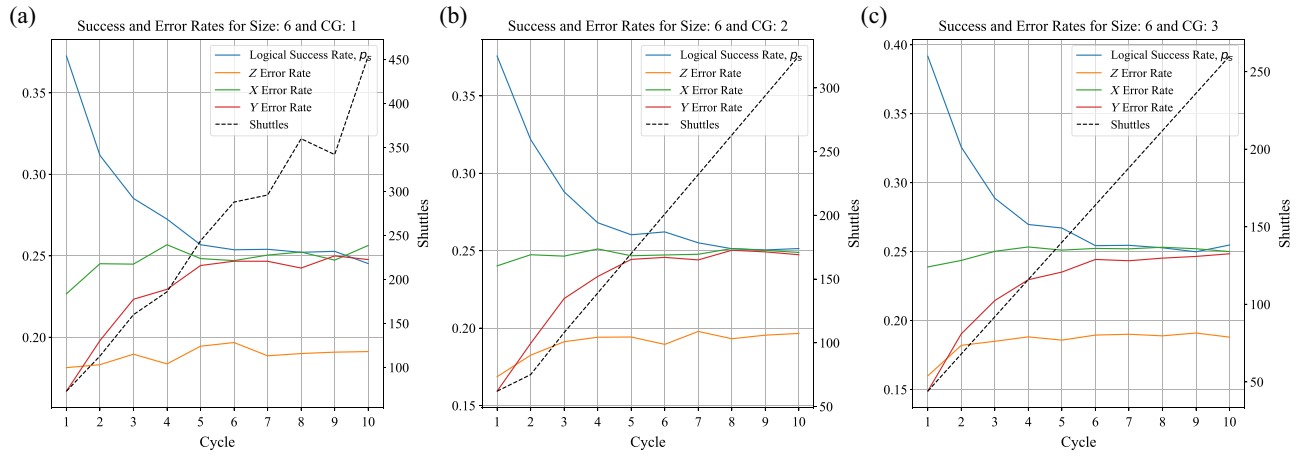 (a)
Success and Error Rates for Size: 6 and CG: 1
Logical Success Rate, pₛ
Z Error Rate
X Error Rate
Y Error Rate
Shuttles
0.35
0.30
0.25
0.20
450
400
350
300
250
200
150
100
Shuttles
1 2 3 4 5 6 7 8 9 10
Cycle
(b)
Success and Error Rates for Size: 6 and CG: 2
Logical Success Rate, pₛ
Z Error Rate
X Error Rate
Y Error Rate
Shuttles
0.35
0.30
0.25
0.20
0.15
300
250
200
150
100
50
Shuttles
1 2 3 4 5 6 7 8 9 10
Cycle
(c)
Success and Error Rates for Size: 6 and CG: 3
Logical Success Rate, pₛ
Z Error Rate
X Error Rate
Y Error Rate
Shuttles
0.40
0.35
0.30
0.25
0.20
0.15
250
200
150
100
50
Shuttles
1 2 3 4 5 6 7 8 9 10
Cycle